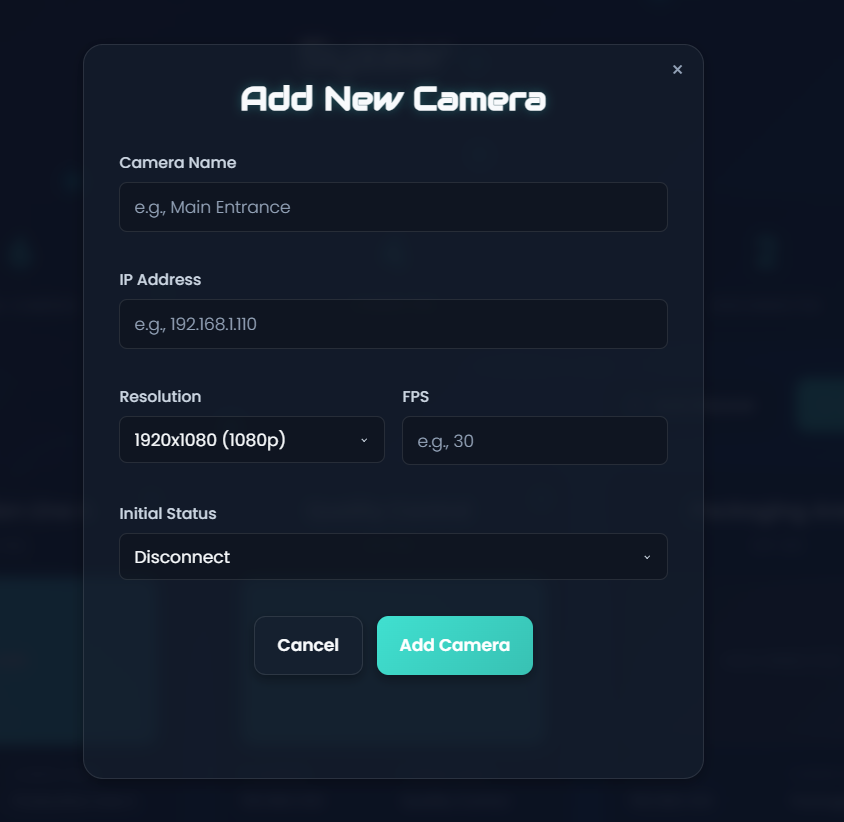 ×
Add New Camera
Camera Name
e.g., Main Entrance
IP Address
e.g., 192.168.1.110
Resolution FPS
1920x1080 (1080p) e.g., 30
Initial Status
Disconnect
Cancel Add Camera